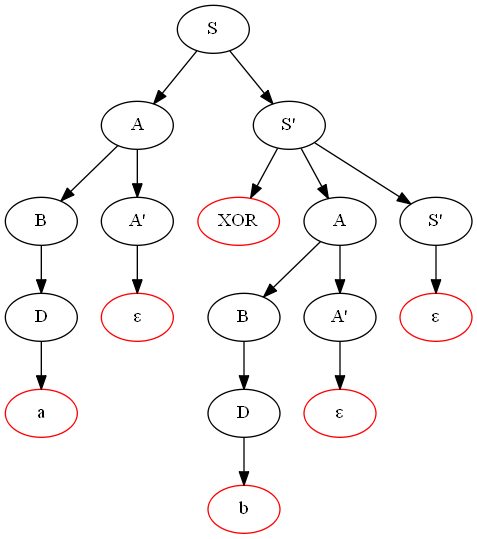 S
A S'
B A' XOR A S'
D ε B A' ε
a D ε
b